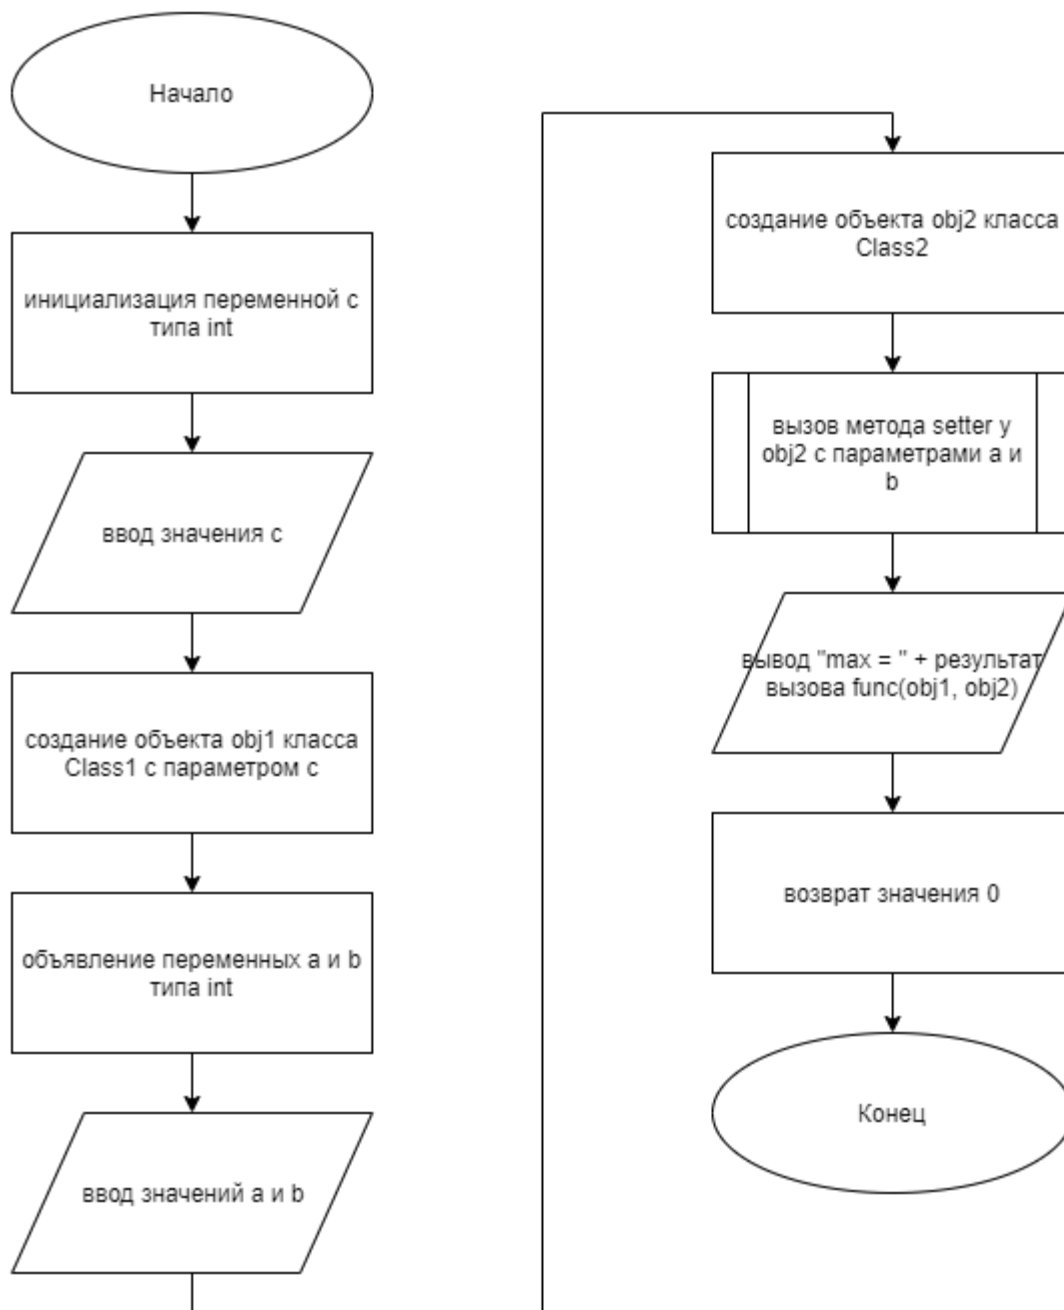 Начало
инициализация переменной c
типа int
ввод значения c
создание объекта obj1 класса
Class1 с параметром c
объявление переменных a и b
типа int
ввод значений a и b
создание объекта obj2 класса
Class2
вызов метода setter у
obj2 с параметрами a и
b
вывод "max = " + результат
вызова func(obj1, obj2)
возврат значения 0
Конец